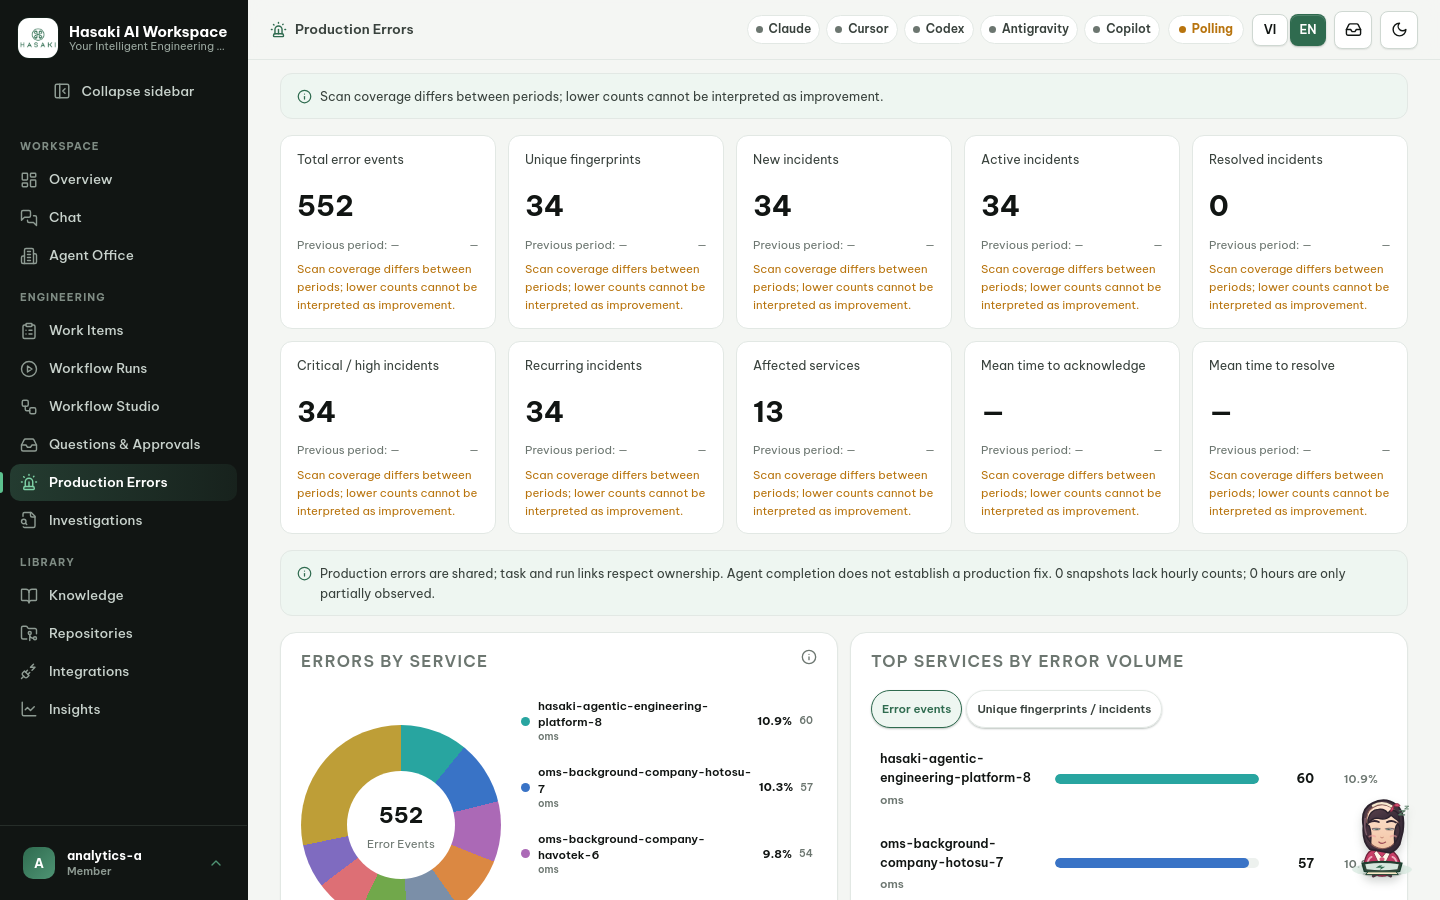 HASAKI
Hasaki AI Workspace
Your Intelligent Engineering ...
Collapse sidebar
WORKSPACE
Overview
Chat
Agent Office
ENGINEERING
Work Items
Workflow Runs
Workflow Studio
Questions & Approvals
Production Errors
Investigations
LIBRARY
Knowledge
Repositories
Integrations
Insights
A
analytics-a
Member
Production Errors
Claude
Cursor
Codex
Antigravity
Copilot
Polling
VI
EN
Scan coverage differs between periods; lower counts cannot be interpreted as improvement.
Total error events
552
Previous period: — —
Scan coverage differs between
periods; lower counts cannot be
interpreted as improvement.
Unique fingerprints
34
Previous period: — —
Scan coverage differs between
periods; lower counts cannot be
interpreted as improvement.
New incidents
34
Previous period: — —
Scan coverage differs between
periods; lower counts cannot be
interpreted as improvement.
Active incidents
34
Previous period: — —
Scan coverage differs between
periods; lower counts cannot be
interpreted as improvement.
Resolved incidents
0
Previous period: — —
Scan coverage differs between
periods; lower counts cannot be
interpreted as improvement.
Critical / high incidents
34
Previous period: — —
Scan coverage differs between
periods; lower counts cannot be
interpreted as improvement.
Recurring incidents
34
Previous period: — —
Scan coverage differs between
periods; lower counts cannot be
interpreted as improvement.
Affected services
13
Previous period: — —
Scan coverage differs between
periods; lower counts cannot be
interpreted as improvement.
Mean time to acknowledge
—
Previous period: — —
Scan coverage differs between
periods; lower counts cannot be
interpreted as improvement.
Mean time to resolve
—
Previous period: — —
Scan coverage differs between
periods; lower counts cannot be
interpreted as improvement.
Production errors are shared; task and run links respect ownership. Agent completion does not establish a production fix. 0 snapshots lack hourly counts; 0 hours are only
partially observed.
ERRORS BY SERVICE
552
Error Events
hasaki-agentic-engineering-
platform-8
oms
10.9% 60
oms-background-company-hotosu-
7
oms
10.3% 57
oms-background-company-
havotek-6
oms
9.8% 54
TOP SERVICES BY ERROR VOLUME
Error events
Unique fingerprints / incidents
hasaki-agentic-
engineering-platform-8
oms
60 10.9%
oms-background-
company-hotosu-7
oms
57 10